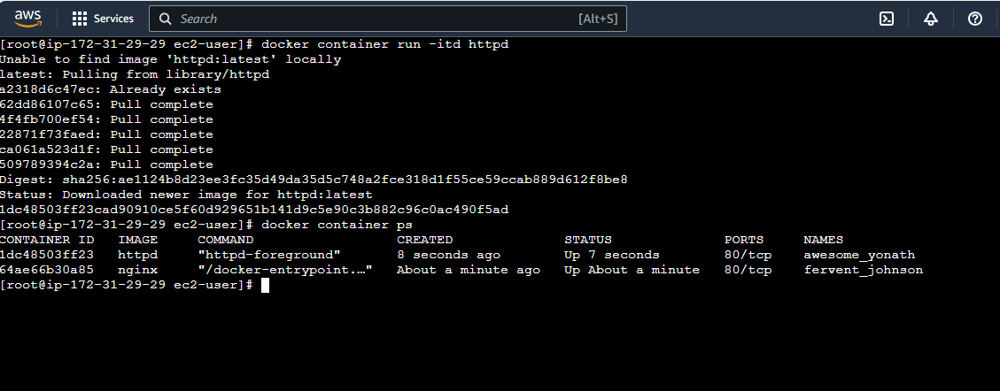 aws Services Search [Alt+S]
[root@ip-172-31-29-29 ec2-user]# docker container run -itd httpd
Unable to find image 'httpd:latest' locally
latest: Pulling from library/httpd
a2318d6c47ec: Already exists
62dd86107c65: Pull complete
4f4fb700ef54: Pull complete
22871f73faed: Pull complete
ca061a523d1f: Pull complete
509789394c2a: Pull complete
Digest: sha256:ae1124b8d23ee3fc35d49da35d5c748a2fce318d1f55ce59ccab889d612f8be8
Status: Downloaded newer image for httpd:latest
1dc48503ff23cad90910ce5f60d929651b141d9c5e90c3b882c96c0ac490f5ad
[root@ip-172-31-29-29 ec2-user]# docker container ps
CONTAINER ID IMAGE COMMAND CREATED STATUS PORTS NAMES
1dc48503ff23 httpd "httpd-foreground" 8 seconds ago Up 7 seconds 80/tcp awesome_yonath
64ae66b30a85 nginx "/docker-entrypoint.…" About a minute ago Up About a minute 80/tcp fervent_johnson
[root@ip-172-31-29-29 ec2-user]#